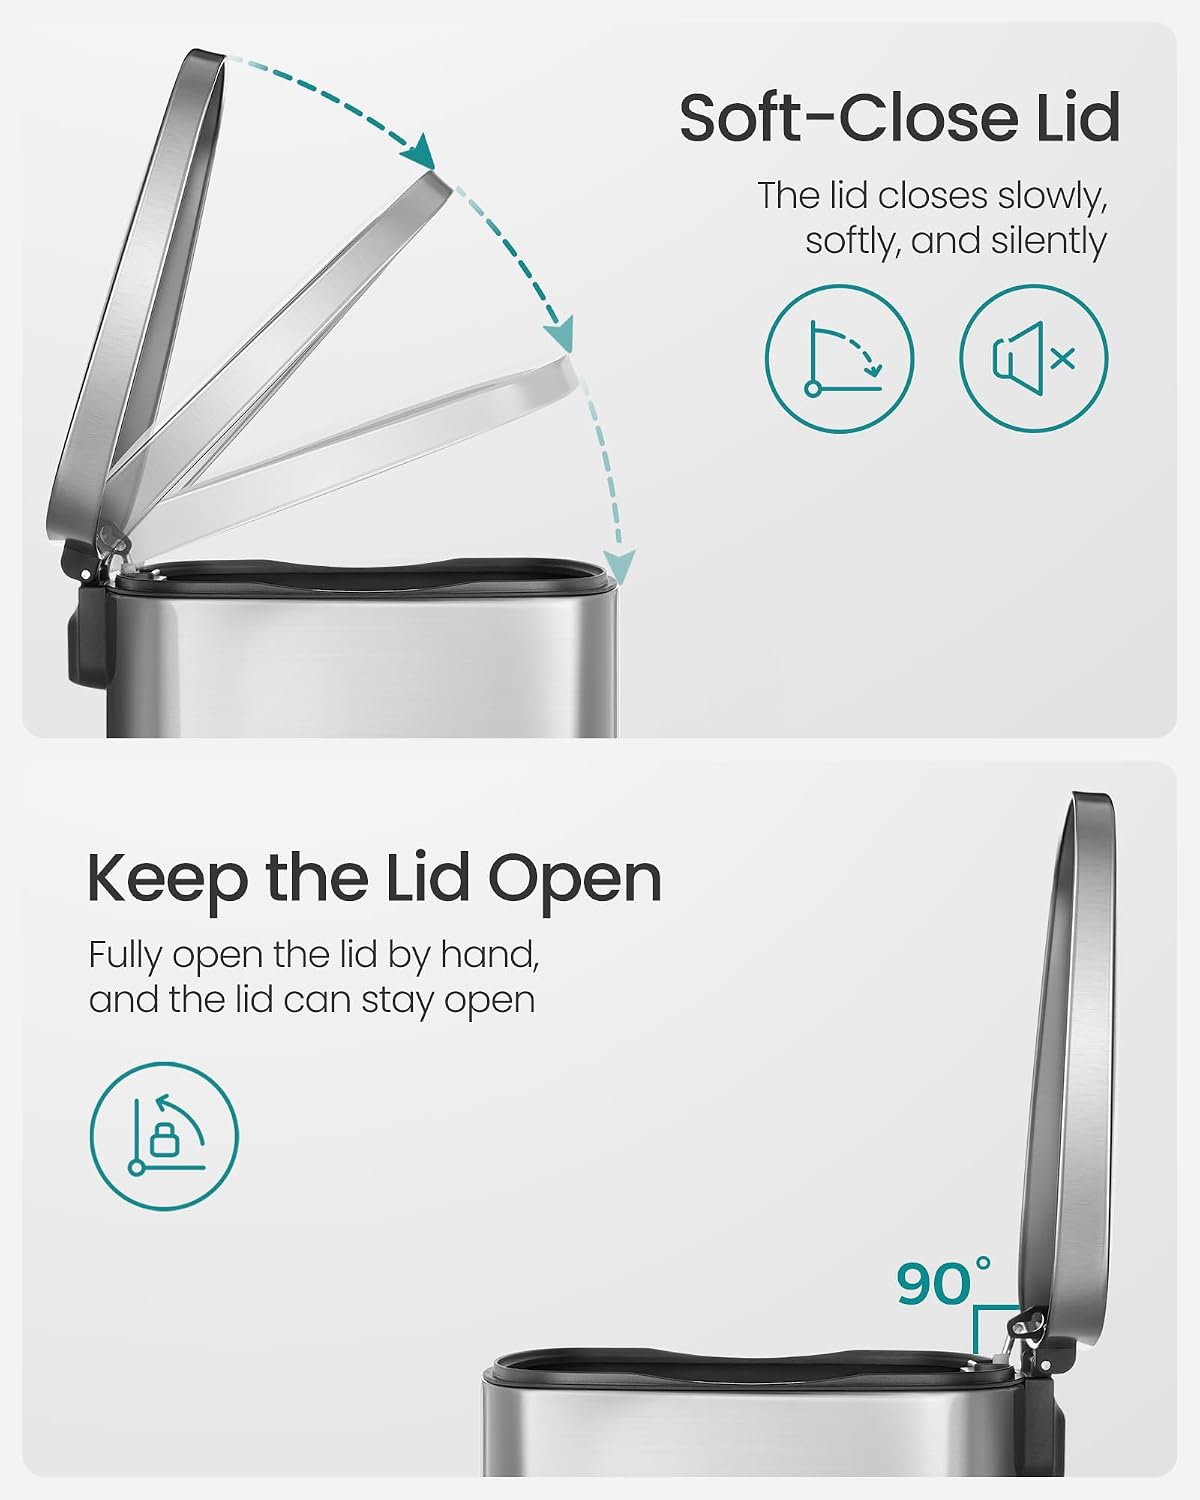 Soft-Close Lid
The lid closes slowly,
softly, and silently
Keep the Lid Open
Fully open the lid by hand,
and the lid can stay open
90°